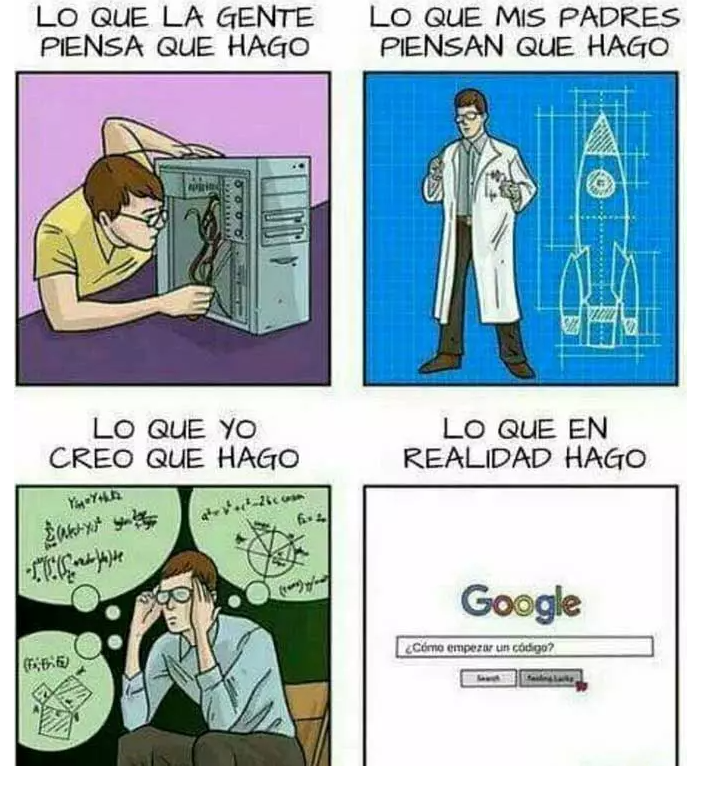 LO QUE LA GENTE
PIENSA QUE HAGO
LO QUE MIS PADRES
PIENSAN QUE HAGO
LO QUE YO
CREO QUE HAGO
LO QUE EN
REALIDAD HAGO
Google
¿Cómo empezar un código?
Search
Feeling Lucky